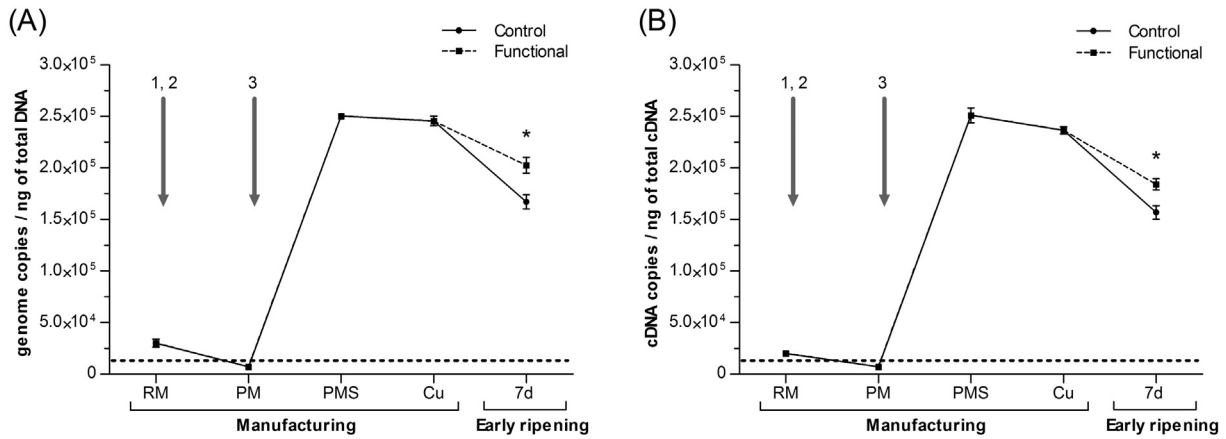 (A)
Control
Functional
genome copies / ng of total DNA
3.0×10⁵
2.5×10⁵
2.0×10⁵
1.5×10⁵
1.0×10⁵
5.0×10⁴
0
1, 2
3
*
RM PM PMS Cu 7d
Manufacturing Early ripening
(B)
Control
Functional
cDNA copies / ng of total cDNA
3.0×10⁵
2.5×10⁵
2.0×10⁵
1.5×10⁵
1.0×10⁵
5.0×10⁴
0
1, 2
3
*
RM PM PMS Cu 7d
Manufacturing Early ripening